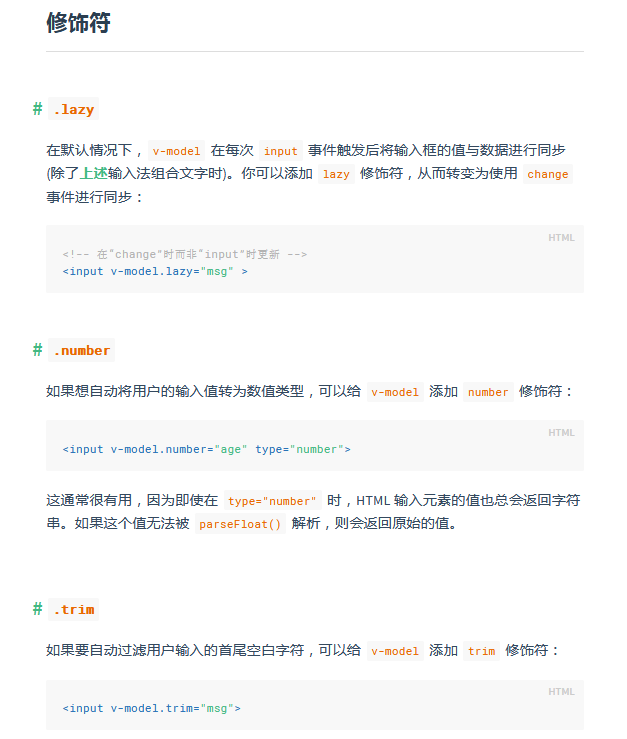 修饰符
# .lazy
在默认情况下，v-model 在每次 input 事件触发后将输入框的值与数据进行同步
(除了上述输入法组合文字时)。你可以添加 lazy 修饰符，从而转变为使用 change
事件进行同步：
HTML
<!-- 在“change”时而非“input”时更新 -->
<input v-model.lazy="msg" >
# .number
如果想自动将用户的输入值转为数值类型，可以给 v-model 添加 number 修饰符：
HTML
<input v-model.number="age" type="number">
这通常很有用，因为即使在 type="number" 时，HTML 输入元素的值也总会返回字符
串。如果这个值无法被 parseFloat() 解析，则会返回原始的值。
# .trim
如果要自动过滤用户输入的首尾空白字符，可以给 v-model 添加 trim 修饰符：
HTML
<input v-model.trim="msg">